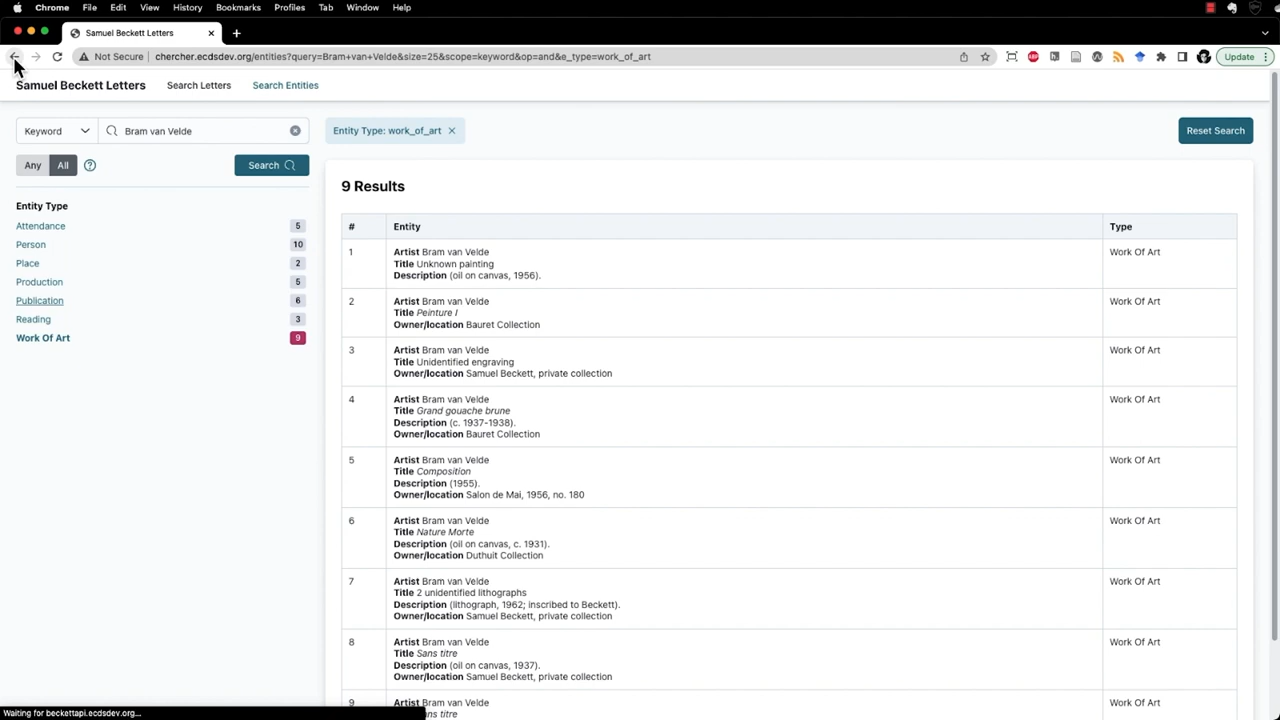 Chrome File Edit View History Bookmarks Profiles Tab Window Help
Samuel Beckett Letters
Not Secure chercher.ecdsdev.org/entities?query=Bram+van+Velde&size=25&scope=keyword&op=and&e_type=work_of_art
Update
Samuel Beckett Letters Search Letters Search Entities
Keyword Bram van Velde
Any All Search
Entity Type
Attendance 5
Person 10
Place 2
Production 5
Publication 6
Reading 3
Work Of Art 9
Entity Type: work_of_art Reset Search
9 Results
# Entity Type
1 Artist Bram van Velde Work Of Art
Title Unknown painting
Description (oil on canvas, 1956).
2 Artist Bram van Velde Work Of Art
Title Peinture I
Owner/location Bauret Collection
3 Artist Bram van Velde Work Of Art
Title Unidentified engraving
Owner/location Samuel Beckett, private collection
4 Artist Bram van Velde Work Of Art
Title Grand gouache brune
Description (c. 1937-1938).
Owner/location Bauret Collection
5 Artist Bram van Velde Work Of Art
Title Composition
Description (1955).
Owner/location Salon de Mai, 1956, no. 180
6 Artist Bram van Velde Work Of Art
Title Nature Morte
Description (oil on canvas, c. 1931).
Owner/location Duthuit Collection
7 Artist Bram van Velde Work Of Art
Title 2 unidentified lithographs
Description (lithograph, 1962; inscribed to Beckett).
Owner/location Samuel Beckett, private collection
8 Artist Bram van Velde Work Of Art
Title Sans titre
Description (oil on canvas, 1937).
Owner/location Samuel Beckett, private collection
9 Artist Bram van Velde Work Of Art
titre
Waiting for beckettapi.ecdsdev.org...